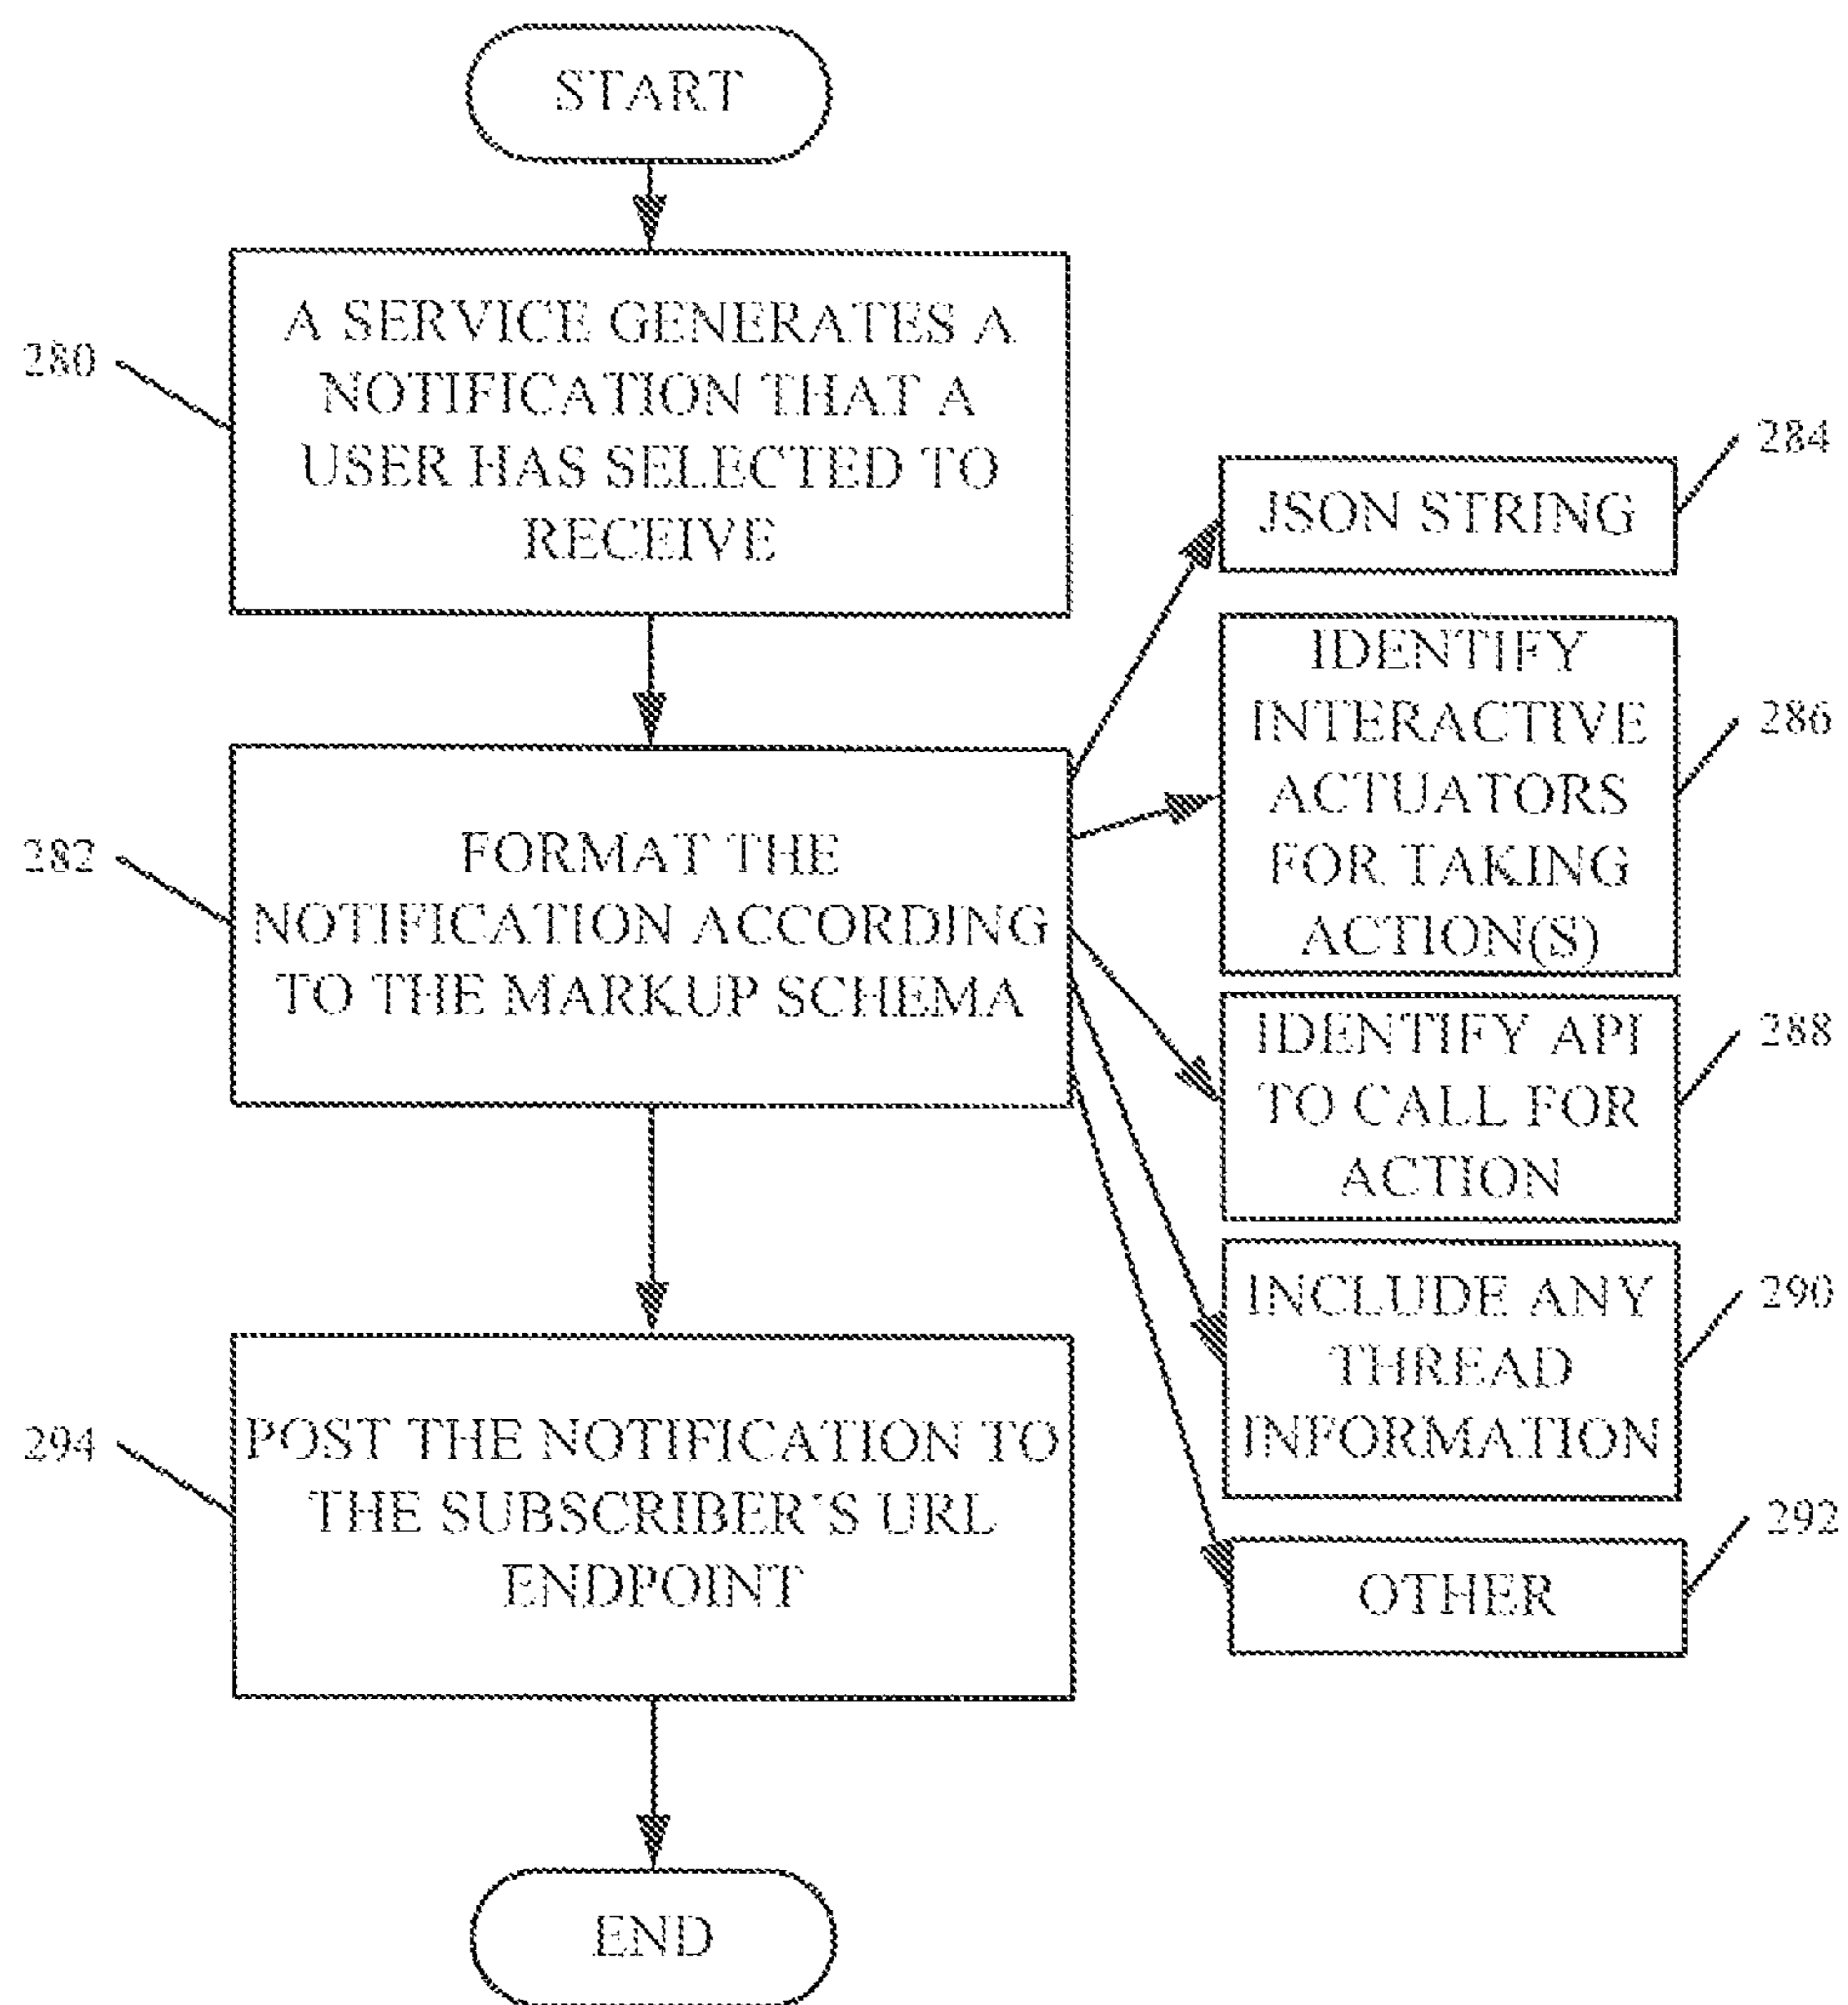 START
280
A SERVICE GENERATES A
NOTIFICATION THAT A
USER HAS SELECTED TO
RECEIVE
282
FORMAT THE
NOTIFICATION ACCORDING
TO THE MARKUP SCHEMA
284
JSON STRING
286
IDENTIFY
INTERACTIVE
ACTUATORS
FOR TAKING
ACTION(S)
288
IDENTIFY API
TO CALL FOR
ACTION
290
INCLUDE ANY
THREAD
INFORMATION
292
OTHER
294
POST THE NOTIFICATION TO
THE SUBSCRIBER'S URL
ENDPOINT
END